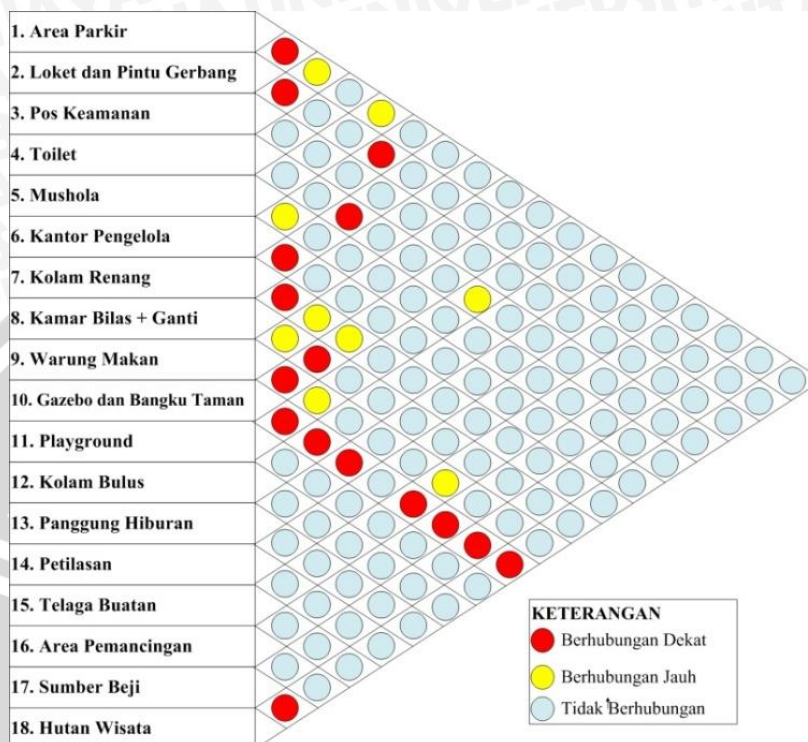 1. Area Parkir
2. Loket dan Pintu Gerbang
3. Pos Keamanan
4. Toilet
5. Mushola
6. Kantor Pengelola
7. Kolam Renang
8. Kamar Bilas + Ganti
9. Warung Makan
10. Gazebo dan Bangku Taman
11. Playground
12. Kolam Bulus
13. Panggung Hiburan
14. Petilasan
15. Telaga Buatan
16. Area Pemancingan
17. Sumber Beji
18. Hutan Wisata
KETERANGAN
Berhubungan Dekat
Berhubungan Jauh
Tidak Berhubungan